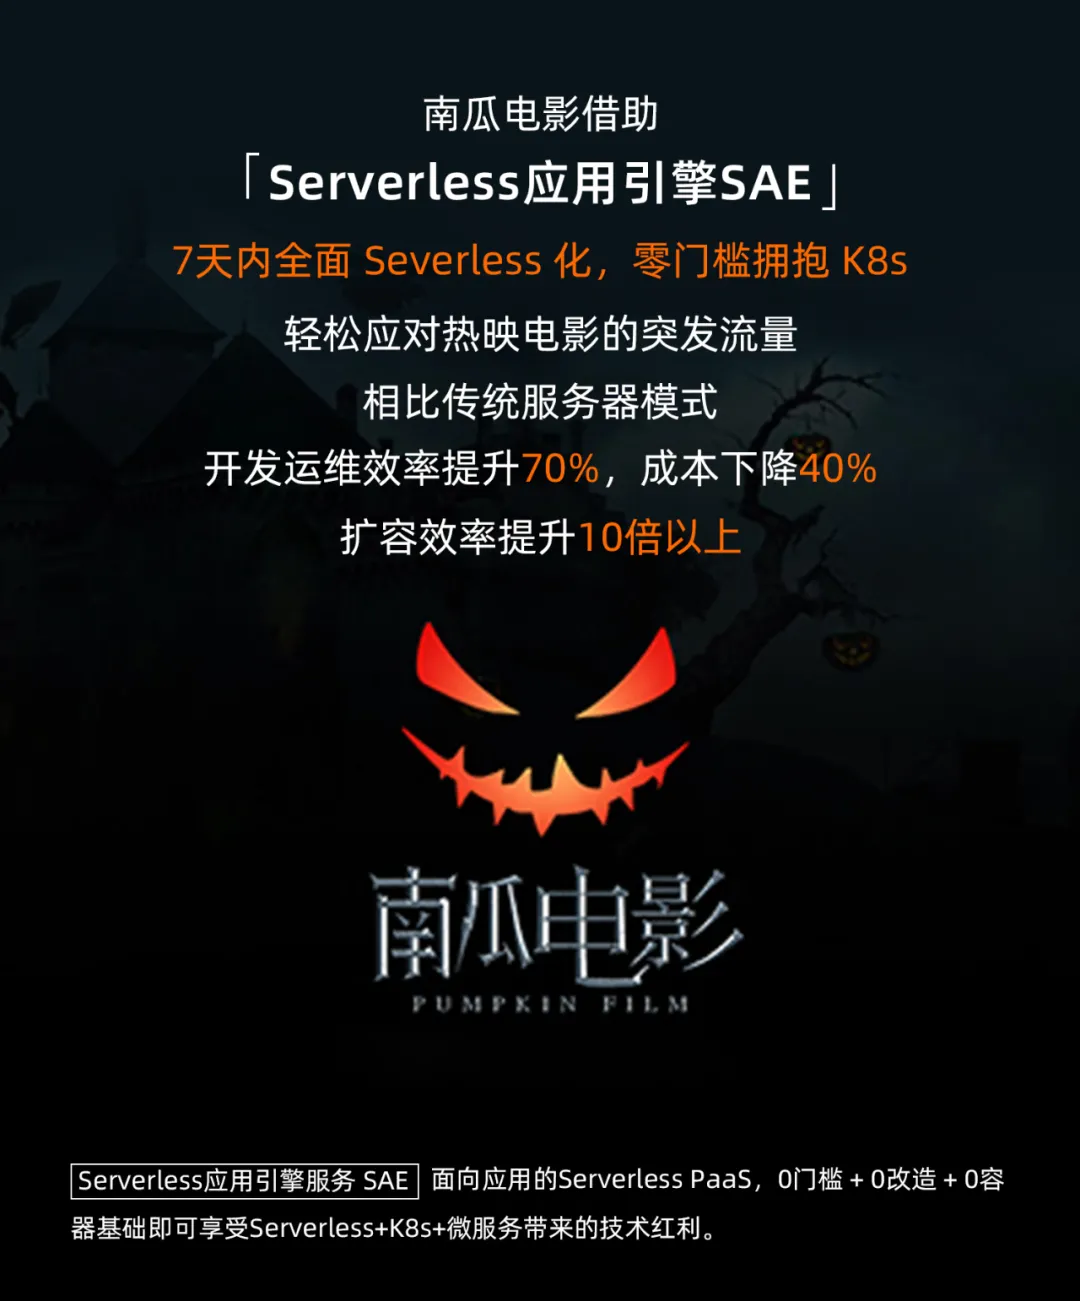 南瓜电影借助
「Serverless应用引擎SAE」
7天内全面 Severless 化，零门槛拥抱 K8s
轻松应对热映电影的突发流量
相比传统服务器模式
开发运维效率提升70%，成本下降40%
扩容效率提升10倍以上
南瓜电影
PUMPKIN FILM
Serverless应用引擎服务 SAE 面向应用的Serverless PaaS，0门槛 + 0改造 + 0容
器基础即可享受Serverless+K8s+微服务带来的技术红利。